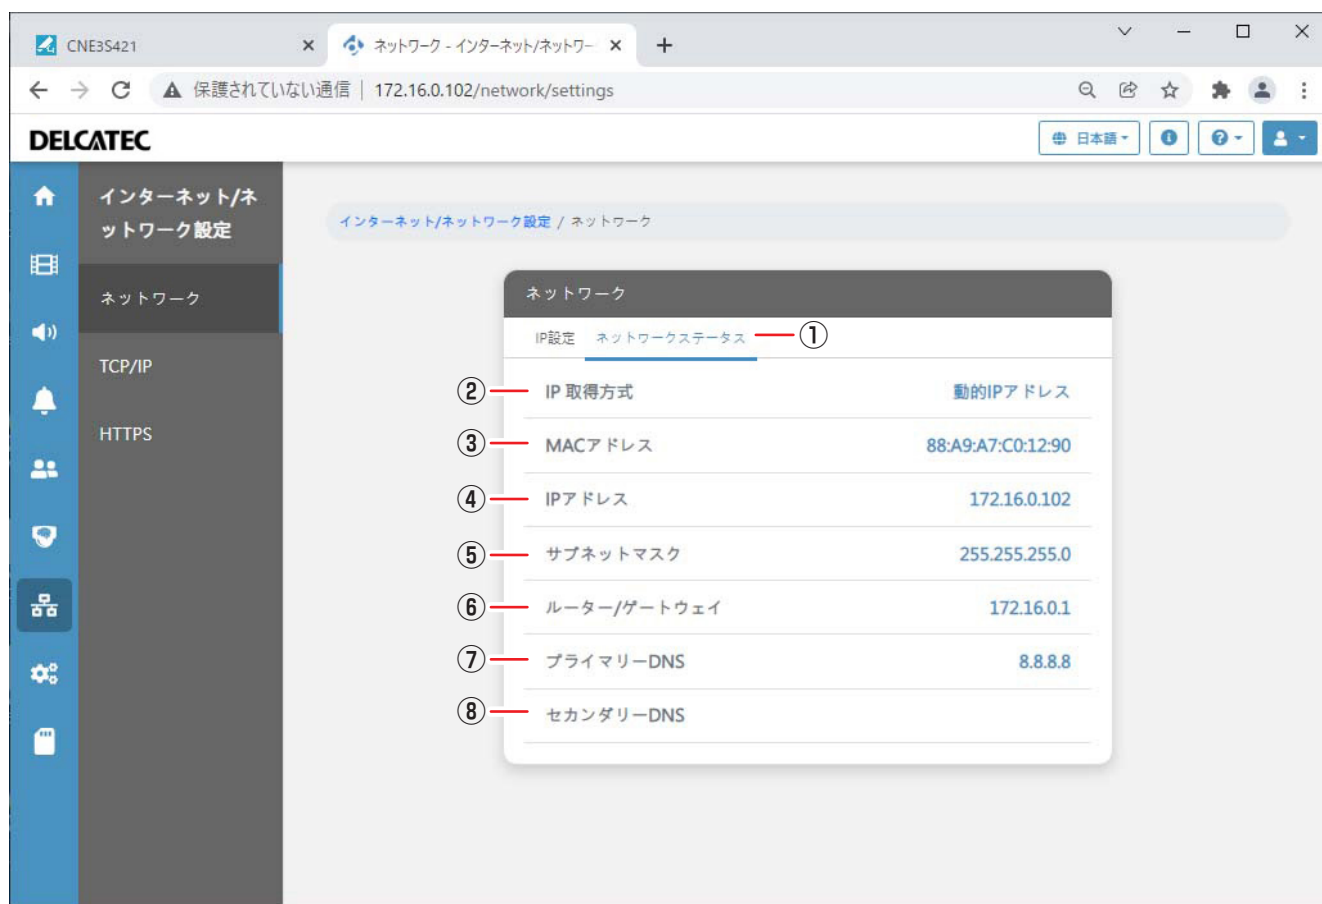 CNE3S421
ネットワーク - インターネット/ネットワー
保護されていない通信 | 172.16.0.102/network/settings
DELCATEC
日本語
インターネット/ネ
ットワーク設定
ネットワーク
TCP/IP
HTTPS
インターネット/ネットワーク設定 / ネットワーク
ネットワーク
IP設定 ネットワークステータス ①
② IP 取得方式 動的IPアドレス
③ MACアドレス 88:A9:A7:C0:12:90
④ IPアドレス 172.16.0.102
⑤ サブネットマスク 255.255.255.0
⑥ ルーター/ゲートウェイ 172.16.0.1
⑦ プライマリーDNS 8.8.8.8
⑧ セカンダリーDNS